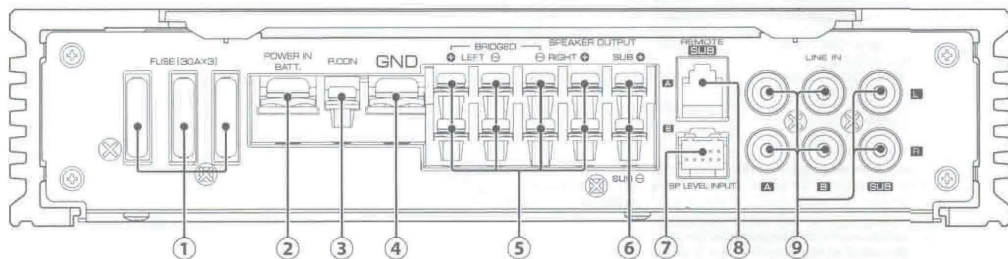 FUSE (30A×3)
POWER IN
BATT.
P.CON
GND
BRIDGED
SPEAKER OUTPUT
⊕ LEFT ⊖
⊖ RIGHT ⊕
SUB ⊕
REMOTE
SUB
LINE IN
A
B
L
R
SUB ⊖
SP LEVEL INPUT
A
B
SUB
① ② ③ ④ ⑤ ⑥ ⑦ ⑧ ⑨